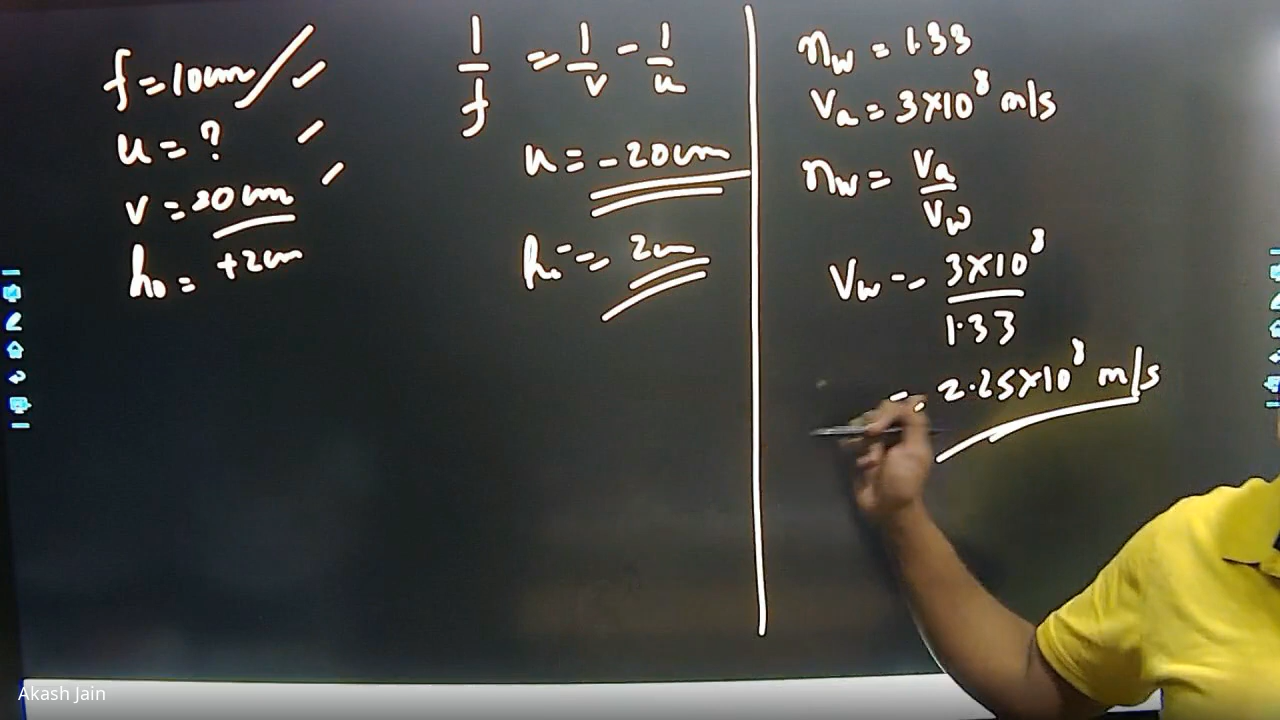 f = 10cm
u = ?
v = 20cm
h₀ = +2cm
1/f = 1/v - 1/u
u = -20cm
hᵢ = 2cm
n_w = 1.33
V_a = 3×10⁸ m/s
n_w = V_a/V_w
V_w = 3×10⁸/1.33
= 2.25×10⁸ m/s
Akash Jain